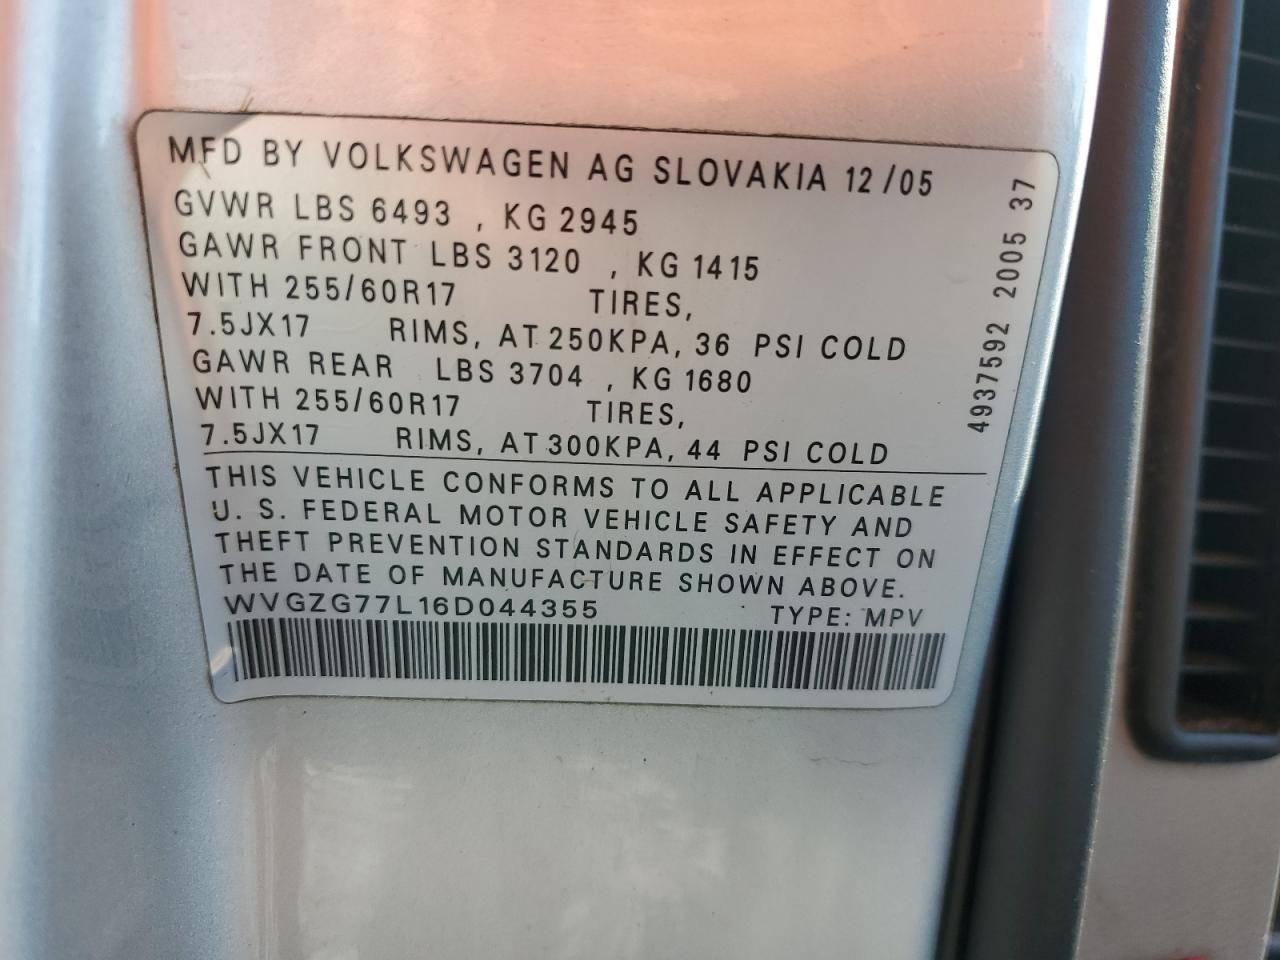 MFD BY VOLKSWAGEN AG SLOVAKIA 12/05
GVWR LBS 6493 , KG 2945
GAWR FRONT LBS 3120 , KG 1415
WITH 255/60R17 TIRES,
7.5JX17 RIMS, AT 250KPA, 36 PSI COLD
GAWR REAR LBS 3704 , KG 1680
WITH 255/60R17 TIRES,
7.5JX17 RIMS, AT 300KPA, 44 PSI COLD
THIS VEHICLE CONFORMS TO ALL APPLICABLE
U. S. FEDERAL MOTOR VEHICLE SAFETY AND
THEFT PREVENTION STANDARDS IN EFFECT ON
THE DATE OF MANUFACTURE SHOWN ABOVE.
WVGZG77L16D044355 TYPE: MPV
4937592 2005 37